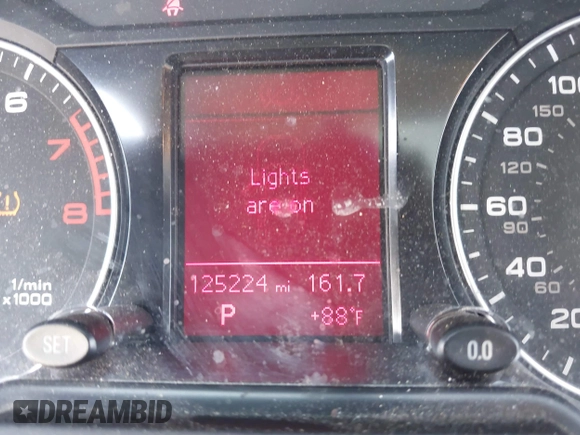 6
7
8
1/min
x1000
SET
Lights
are on
125224 mi 161.7
P +88°F
100
150
80
120
60
90
40
60
20
0.0
DREAMBID